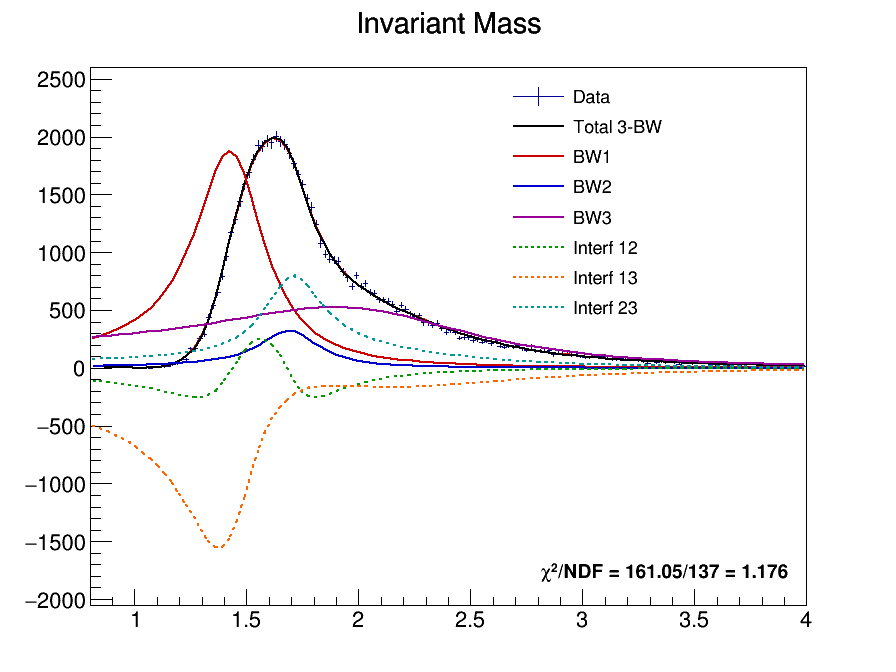 Invariant Mass
2500
2000
1500
1000
500
0
−500
−1000
−1500
−2000
Data
Total 3-BW
BW1
BW2
BW3
Interf 12
Interf 13
Interf 23
χ²/NDF = 161.05/137 = 1.176
1 1.5 2 2.5 3 3.5 4